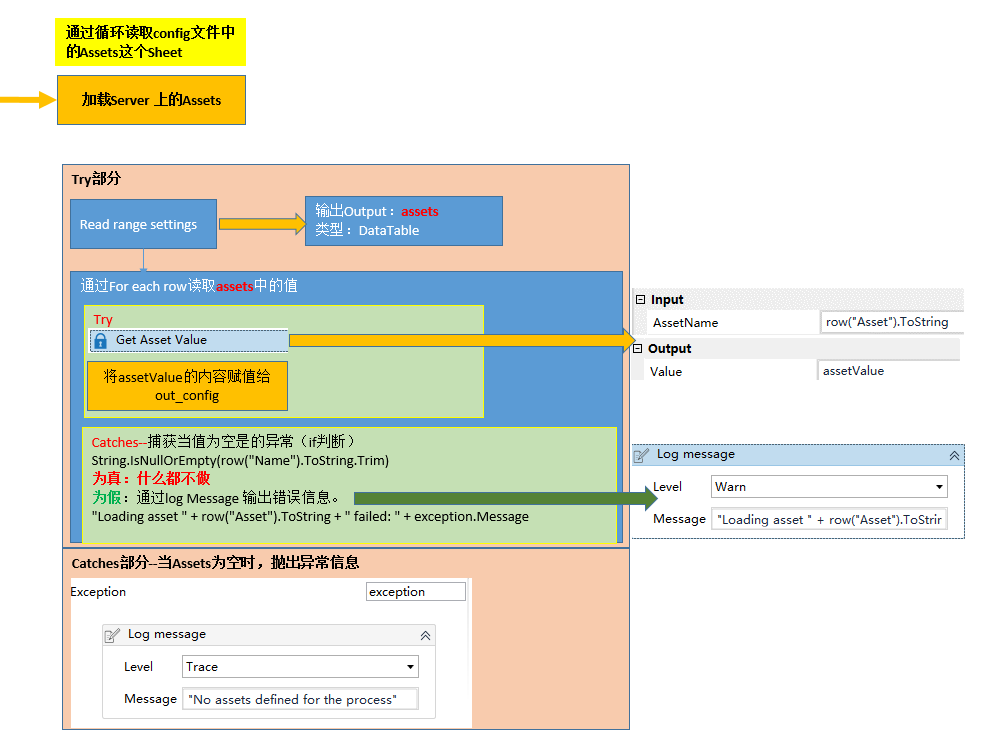 通过循环读取config文件中
的Assets这个Sheet
加载Server 上的Assets
Try部分
Read range settings
输出Output：assets
类型：DataTable
通过For each row读取assets中的值
Try
Get Asset Value
将assetValue的内容赋值给
out_config
Input
AssetName
row("Asset").ToString
Output
Value
assetValue
Catches--捕获当值为空是的异常（if判断）
String.IsNullOrEmpty(row("Name").ToString.Trim)
为真：什么都不做
为假：通过log Message 输出错误信息。
"Loading asset " + row("Asset").ToString + " failed: " + exception.Message
Log message
Level
Warn
Message
"Loading asset " + row("Asset").ToStrir
Catches部分--当Assets为空时，抛出异常信息
Exception
exception
Log message
Level
Trace
Message
"No assets defined for the process"